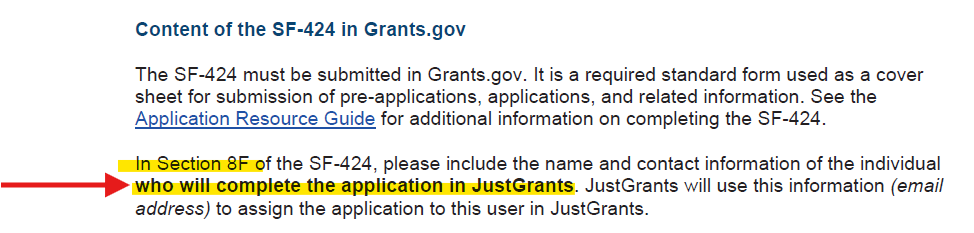 Content of the SF-424 in Grants.gov
The SF-424 must be submitted in Grants.gov. It is a required standard form used as a cover
sheet for submission of pre-applications, applications, and related information. See the
Application Resource Guide for additional information on completing the SF-424.
In Section 8F of the SF-424, please include the name and contact information of the individual
who will complete the application in JustGrants. JustGrants will use this information (email
address) to assign the application to this user in JustGrants.